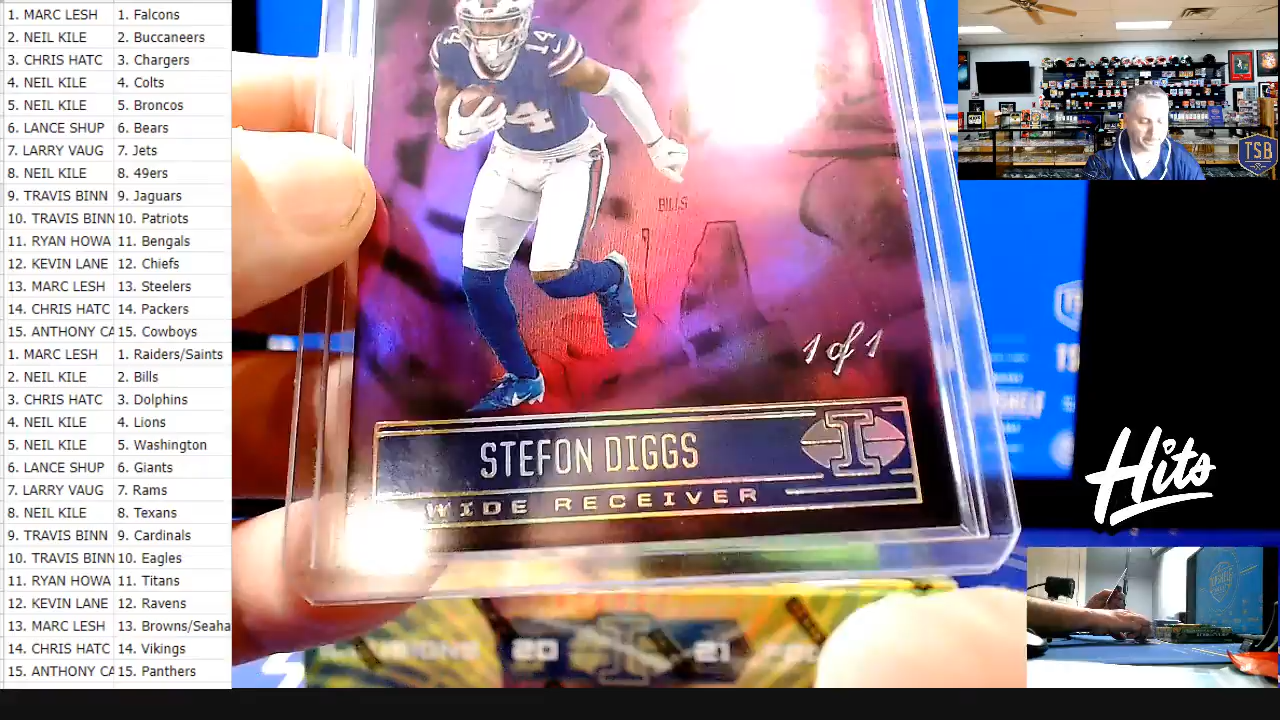 1. MARC LESH 1. Falcons
2. NEIL KILE 2. Buccaneers
3. CHRIS HATC 3. Chargers
4. NEIL KILE 4. Colts
5. NEIL KILE 5. Broncos
6. LANCE SHUP 6. Bears
7. LARRY VAUG 7. Jets
8. NEIL KILE 8. 49ers
9. TRAVIS BINN 9. Jaguars
10. TRAVIS BINN 10. Patriots
11. RYAN HOWA 11. Bengals
12. KEVIN LANE 12. Chiefs
13. MARC LESH 13. Steelers
14. CHRIS HATC 14. Packers
15. ANTHONY CA 15. Cowboys
1. MARC LESH 1. Raiders/Saints
2. NEIL KILE 2. Bills
3. CHRIS HATC 3. Dolphins
4. NEIL KILE 4. Lions
5. NEIL KILE 5. Washington
6. LANCE SHUP 6. Giants
7. LARRY VAUG 7. Rams
8. NEIL KILE 8. Texans
9. TRAVIS BINN 9. Cardinals
10. TRAVIS BINN 10. Eagles
11. RYAN HOWA 11. Titans
12. KEVIN LANE 12. Ravens
13. MARC LESH 13. Browns/Seaha
14. CHRIS HATC 14. Vikings
15. ANTHONY CA 15. Panthers
14
14
BILLS
1 of 1
STEFON DIGGS
I
WIDE RECEIVER
20 I 21
TSB
Hits